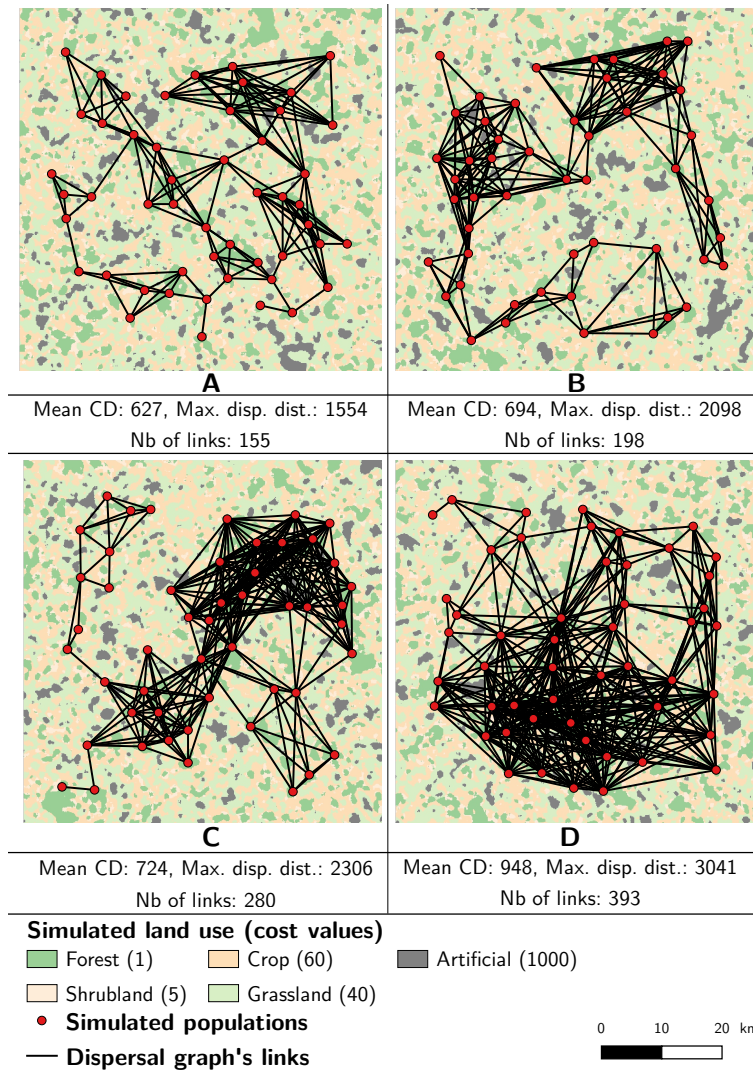 A
B
Mean CD: 627, Max. disp. dist.: 1554
Nb of links: 155
Mean CD: 694, Max. disp. dist.: 2098
Nb of links: 198
C
D
Mean CD: 724, Max. disp. dist.: 2306
Nb of links: 280
Mean CD: 948, Max. disp. dist.: 3041
Nb of links: 393
Simulated land use (cost values)
Forest (1)
Crop (60)
Artificial (1000)
Shrubland (5)
Grassland (40)
Simulated populations
Dispersal graph's links
0 10 20 km